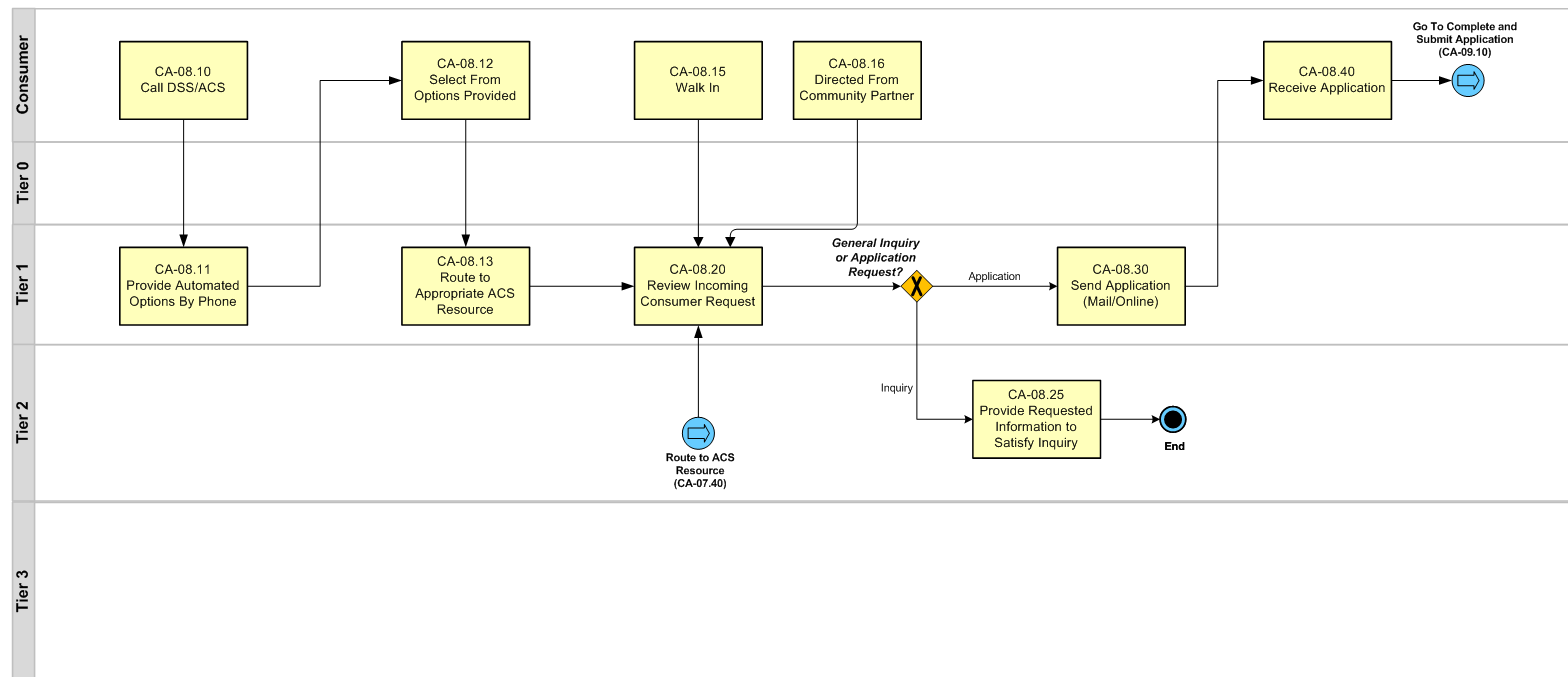 Consumer
CA-08.10
Call DSS/ACS
CA-08.12
Select From
Options Provided
CA-08.15
Walk In
CA-08.16
Directed From
Community Partner
CA-08.40
Receive Application
Go To Complete and
Submit Application
(CA-09.10)
Tier 0
Tier 1
CA-08.11
Provide Automated
Options By Phone
CA-08.13
Route to
Appropriate ACS
Resource
CA-08.20
Review Incoming
Consumer Request
General Inquiry
or Application
Request?
X
Application
CA-08.30
Send Application
(Mail/Online)
Tier 2
Route to ACS
Resource
(CA-07.40)
Inquiry
CA-08.25
Provide Requested
Information to
Satisfy Inquiry
End
Tier 3